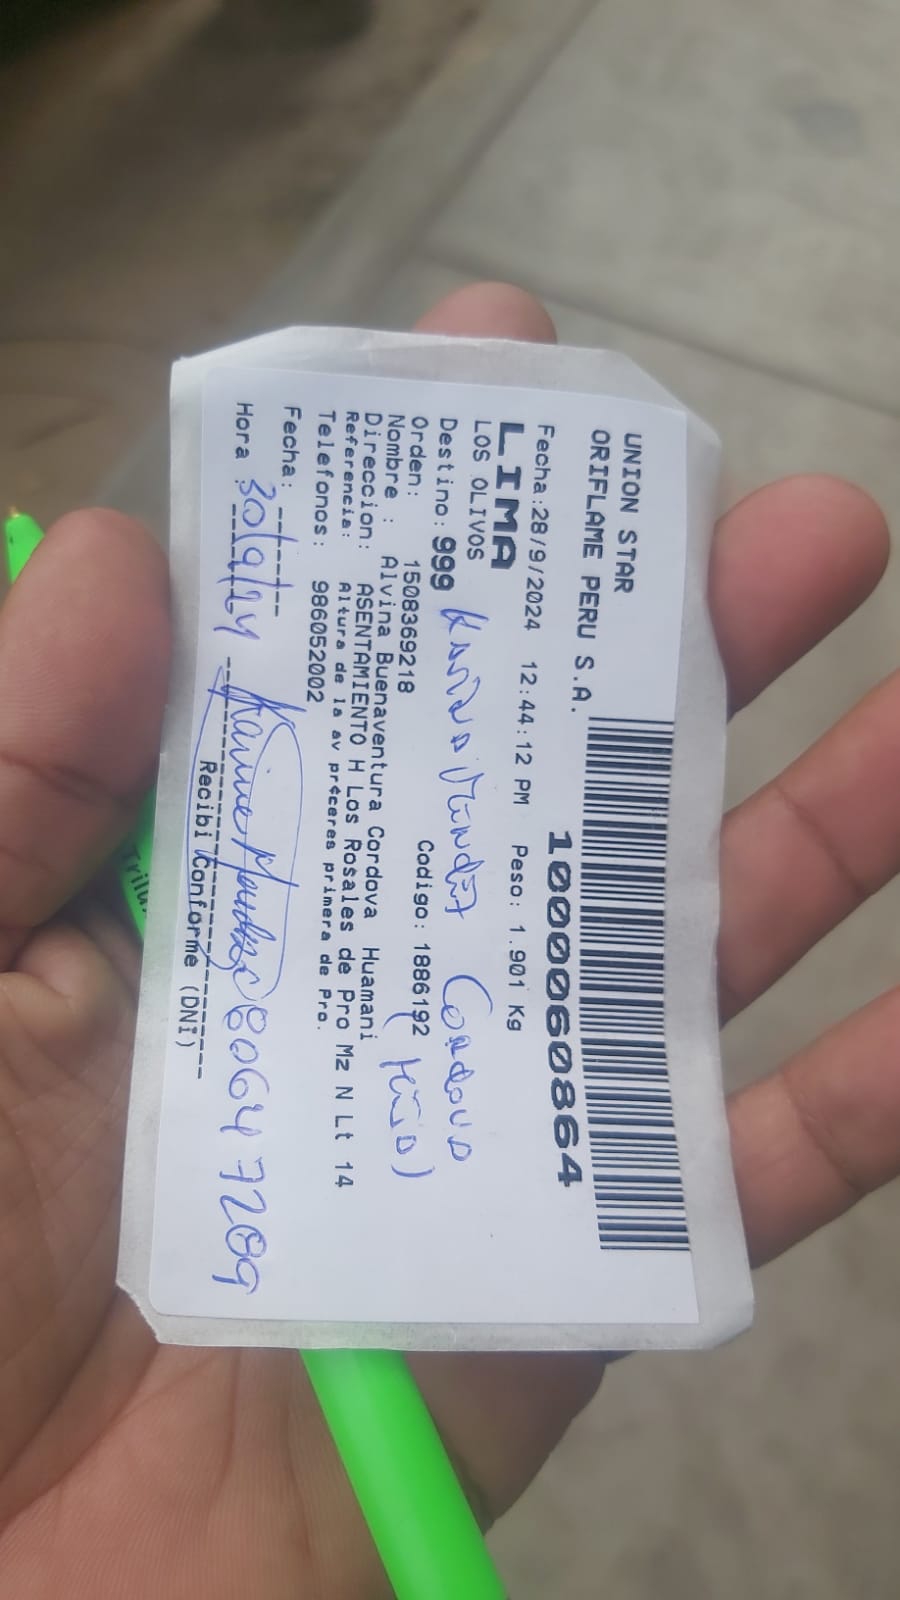 UNION STAR
ORIFLAME PERU S.A.
1000060864
Fecha:28/9/2024 12:44:12 PM Peso: 1.901 Kg
LIMA
LOS OLIVOS
Destino: 999 Cordova
Orden: 1508369218 Codigo: 1886192
Nombre : Alvina Buenaventura Cordova Huamani
Direccion: ASENTAMIENTO H Los Rosales de Pro Mz N Lt 14
Referencia: Altura de la av próceres primera de Pro.
Telefonos: 986052002
Fecha: 30/9/24
Hora 80647209
Recibi Conforme (DNI)
Trilu